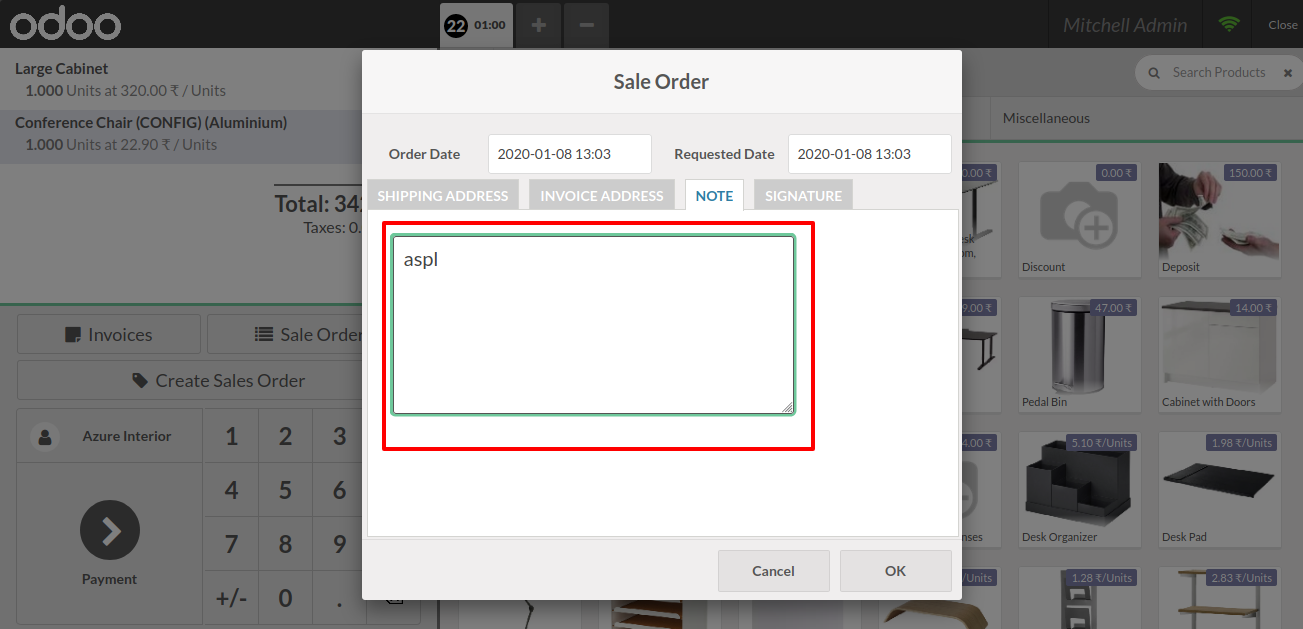 odoo
22 01:00
+
−
Mitchell Admin
Close
Large Cabinet
1.000 Units at 320.00 ₹ / Units
Conference Chair (CONFIG) (Aluminium)
1.000 Units at 22.90 ₹ / Units
Total: 34
Taxes: 0.
Invoices
Sale Order
Create Sales Order
Azure Interior
Payment
1 2 3
4 5 6
7 8 9
+/- 0 .
Sale Order
Order Date 2020-01-08 13:03 Requested Date 2020-01-08 13:03
SHIPPING ADDRESS INVOICE ADDRESS NOTE SIGNATURE
aspl
Cancel OK
Search Products
Miscellaneous
0.00 ₹ 0.00 ₹ 150.00 ₹
esk
om,
Discount Deposit
9.00 ₹ 47.00 ₹ 14.00 ₹
Pedal Bin Cabinet with Doors
4.00 ₹ 5.10 ₹/Units 1.98 ₹/Units
nses Desk Organizer Desk Pad
/Units 1.28 ₹/Units 2.83 ₹/Units